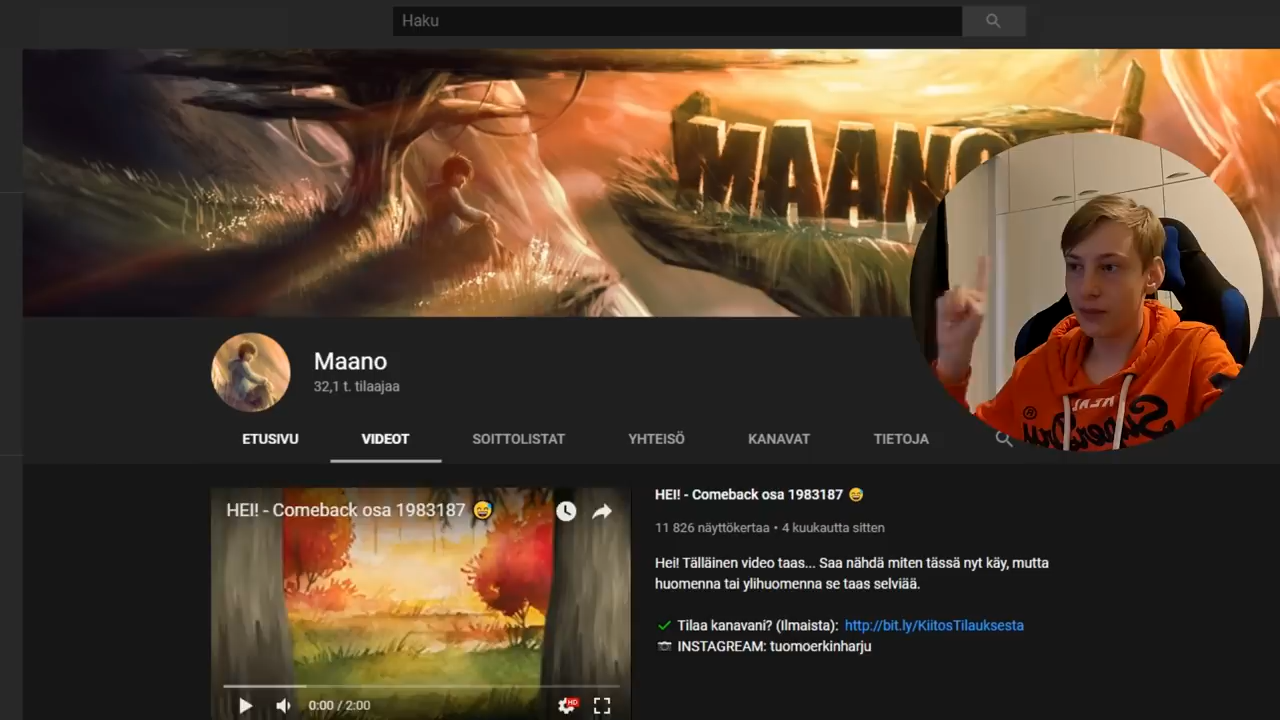 Haku
MAANO
Maano
32,1 t. tilaajaa
ETUSIVU VIDEOT SOITTOLISTAT YHTEISÖ KANAVAT TIETOJA
HEI! - Comeback osa 1983187 😅
HEI! - Comeback osa 1983187 😅
11 826 näyttökertaa • 4 kuukautta sitten
Hei! Tälläinen video taas... Saa nähdä miten tässä nyt käy, mutta
huomenna tai ylihuomenna se taas selviää.
✓ Tilaa kanavani? (Ilmaista): http://bit.ly/KiitosTilauksesta
📷 INSTAGREAM: tuomoerkinharju
0:00 / 2:00
HD